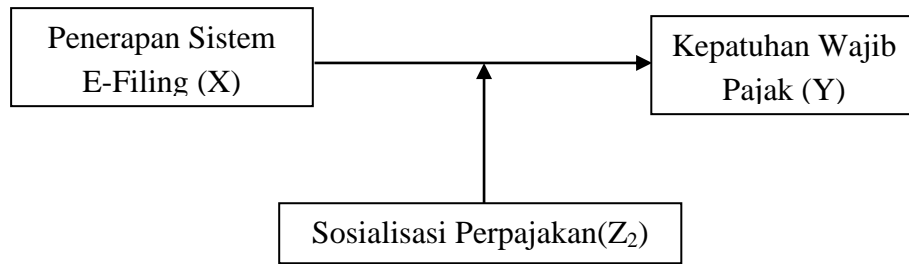 Penerapan Sistem
E-Filing (X)
Kepatuhan Wajib
Pajak (Y)
Sosialisasi Perpajakan(Z₂)